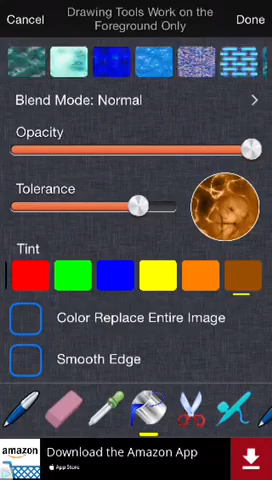 Cancel
Drawing Tools Work on the
Foreground Only
Done
Blend Mode: Normal
Opacity
Tolerance
Tint
Color Replace Entire Image
Smooth Edge
amazon
Download the Amazon App
App Store